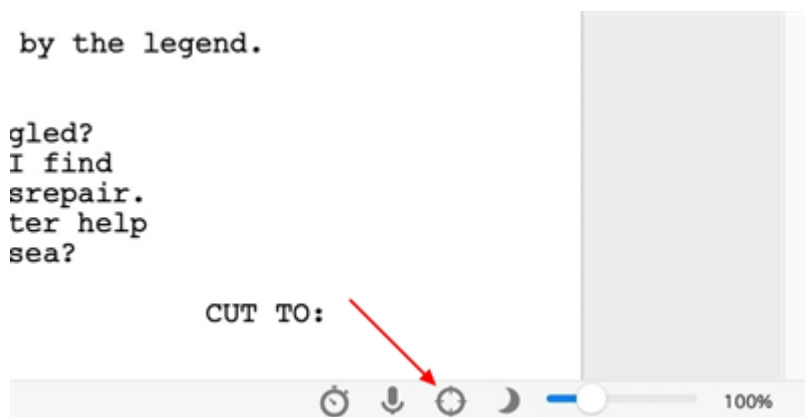 by the legend.
gled?
I find
srepair.
ter help
sea?
CUT TO:
100%